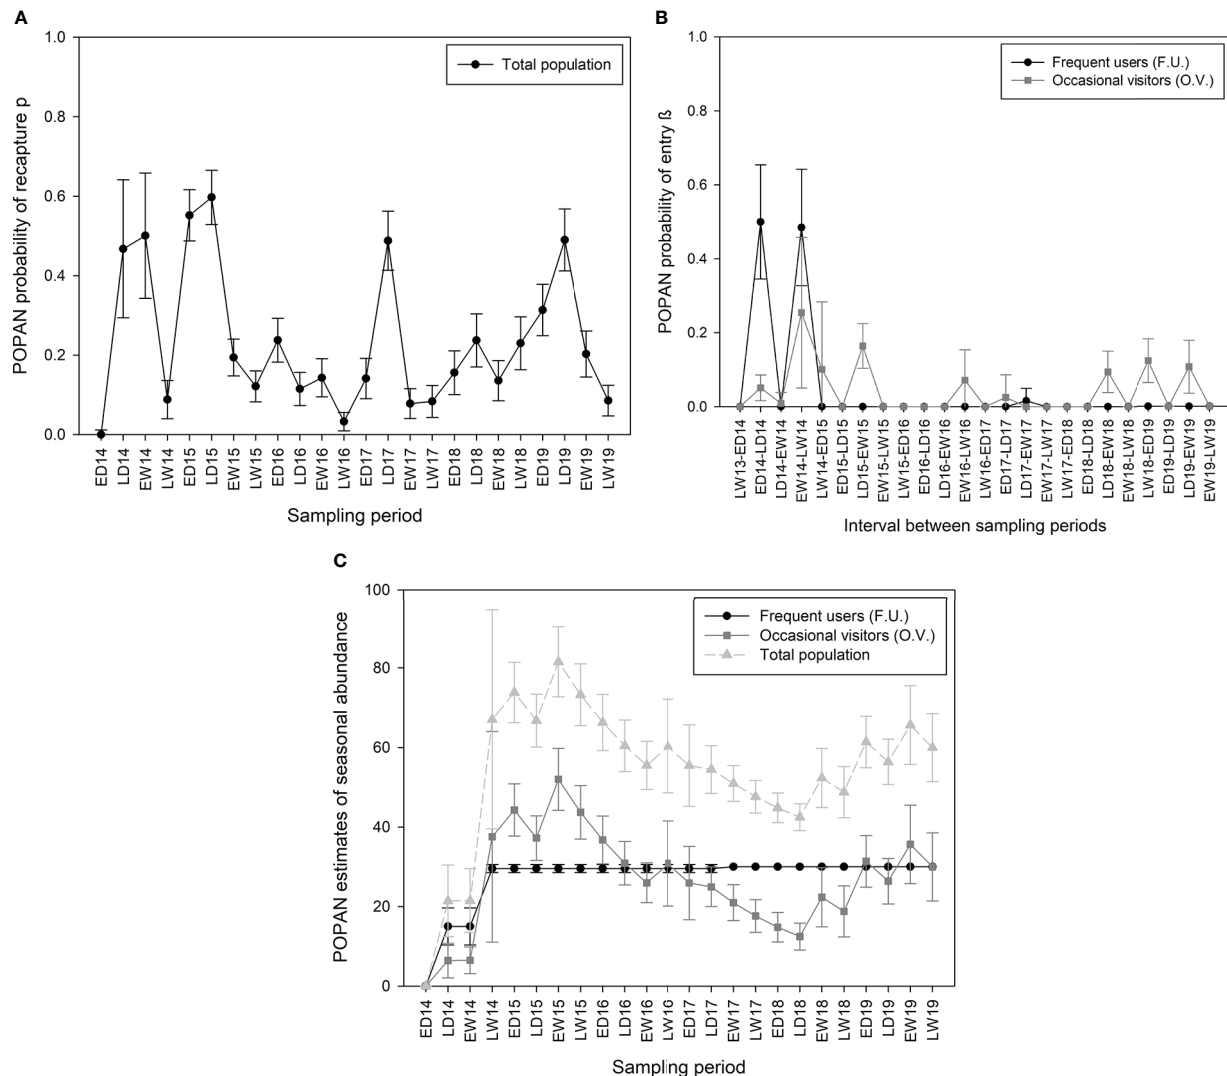 A
POPAN probability of recapture p
1.0
0.8
0.6
0.4
0.2
0.0
Total population
ED14
LD14
EW14
LW14
ED15
LD15
EW15
LW15
ED16
LD16
EW16
LW16
ED17
LD17
EW17
LW17
ED18
LD18
EW18
LW18
ED19
LD19
EW19
LW19
Sampling period
B
POPAN probability of entry ß
1.0
0.8
0.6
0.4
0.2
0.0
Frequent users (F.U.)
Occasional visitors (O.V.)
LW13-ED14
ED14-LD14
LD14-EW14
EW14-LW14
LW14-ED15
ED15-LD15
LD15-EW15
EW15-LW15
LW15-ED16
ED16-LD16
LD16-EW16
EW16-LW16
LW16-ED17
ED17-LD17
LD17-EW17
EW17-LW17
LW17-ED18
ED18-LD18
LD18-EW18
EW18-LW18
LW18-ED19
ED19-LD19
LD19-EW19
EW19-LW19
Interval between sampling periods
C
POPAN estimates of seasonal abundance
100
80
60
40
20
0
Frequent users (F.U.)
Occasional visitors (O.V.)
Total population
ED14
LD14
EW14
LW14
ED15
LD15
EW15
LW15
ED16
LD16
EW16
LW16
ED17
LD17
EW17
LW17
ED18
LD18
EW18
LW18
ED19
LD19
EW19
LW19
Sampling period